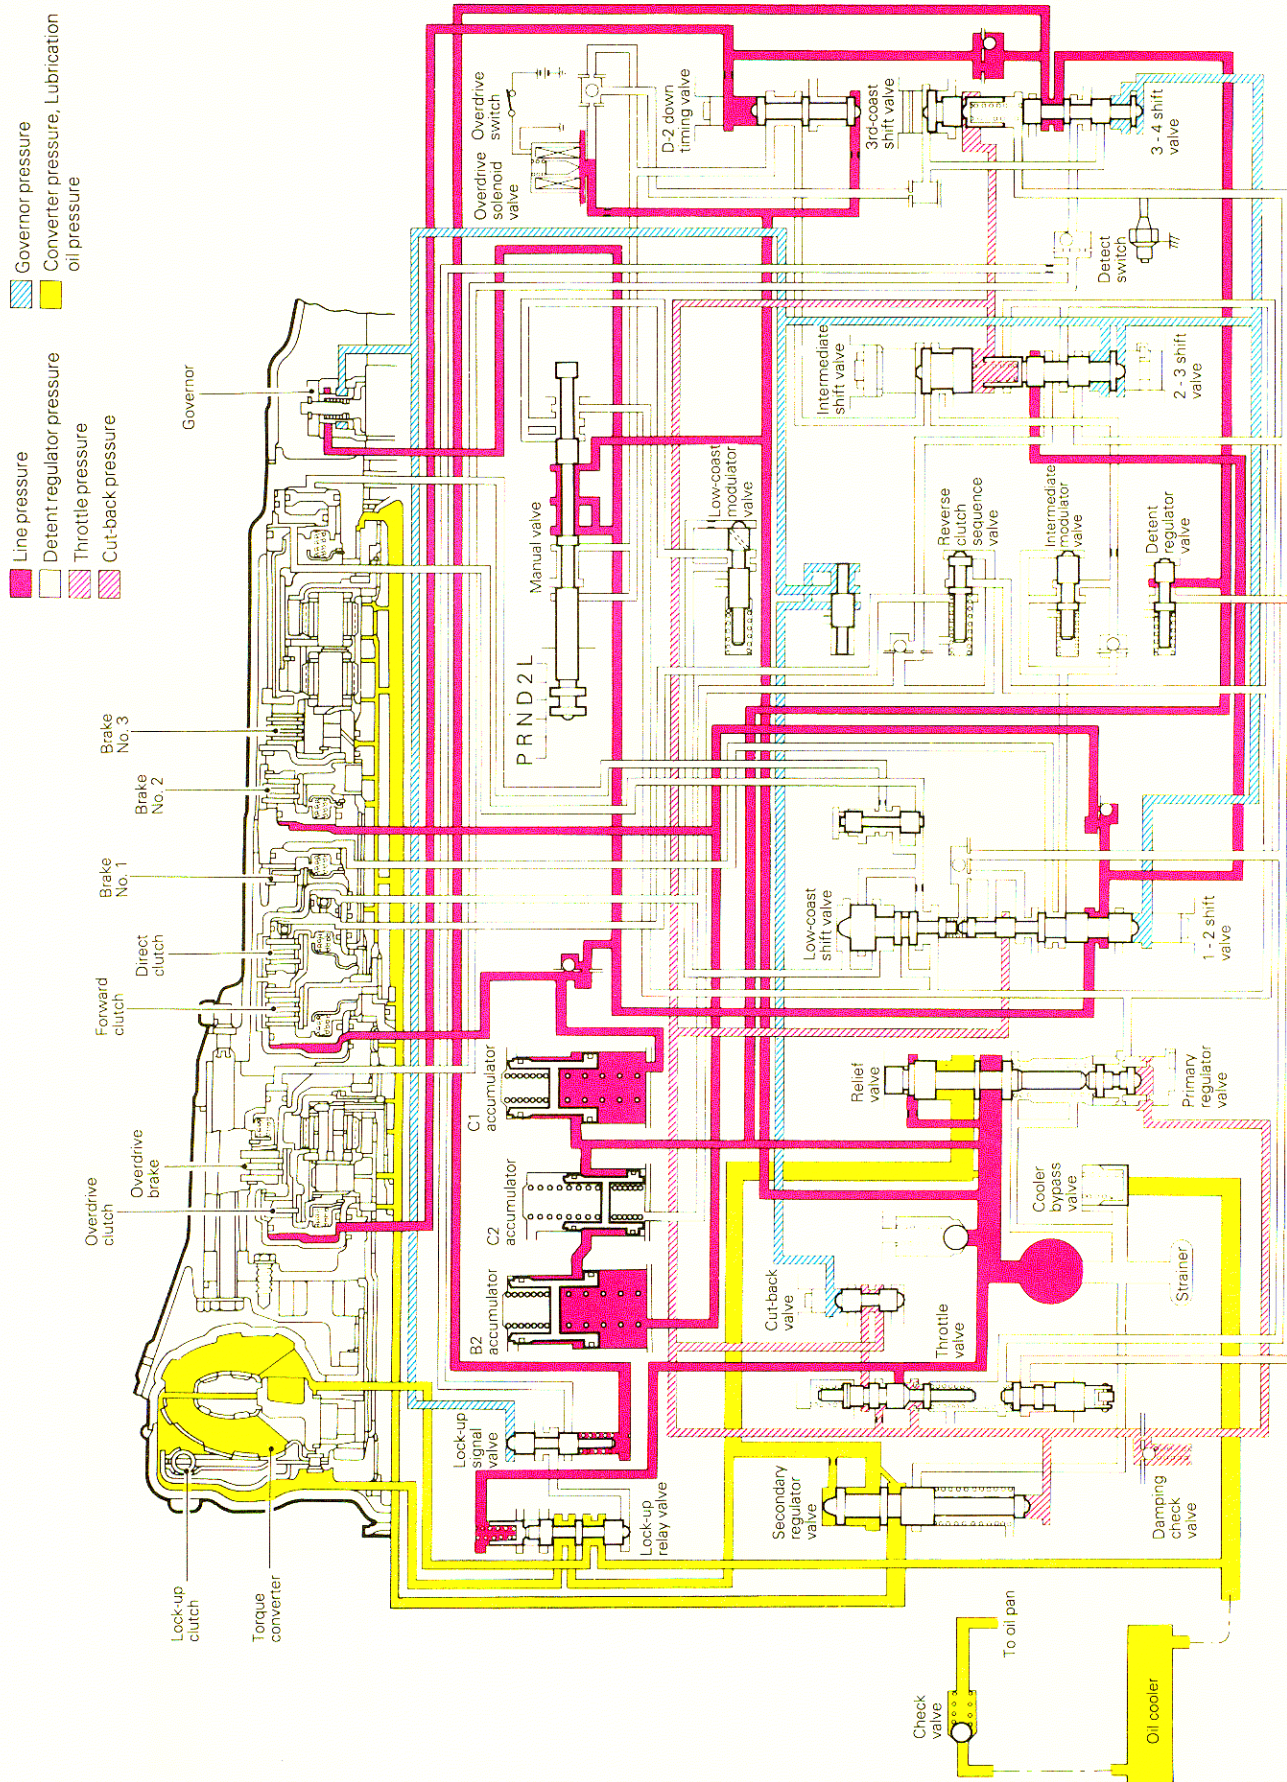 Line pressure
Detent regulator pressure
Throttle pressure
Cut-back pressure
Governor pressure
Converter pressure, Lubrication
oil pressure
Lock-up
clutch
Torque
converter
Overdrive
clutch
Overdrive
brake
Forward
clutch
Direct
clutch
Brake
No. 1
Brake
No. 2
Brake
No. 3
Governor
Lock-up
relay valve
Lock-up
signal
valve
B2
accumulator
C2
accumulator
C1
accumulator
P R N D 2 L
Manual valve
Overdrive
solenoid
valve
Overdrive
switch
D-2 down
timing valve
Low-coast
modulator
valve
Secondary
regulator
valve
Cut-back
valve
Throttle
valve
Relief
valve
Low-coast
shift valve
Reverse
clutch
sequence
valve
Intermediate
shift valve
3rd-coast
shift valve
Intermediate
modulator
valve
Detent
regulator
valve
Detect
switch
Damping
check
valve
Strainer
Cooler
bypass
valve
Primary
regulator
valve
1 - 2 shift
valve
2 - 3 shift
valve
3 - 4 shift
valve
Check
valve
To oil pan
Oil cooler